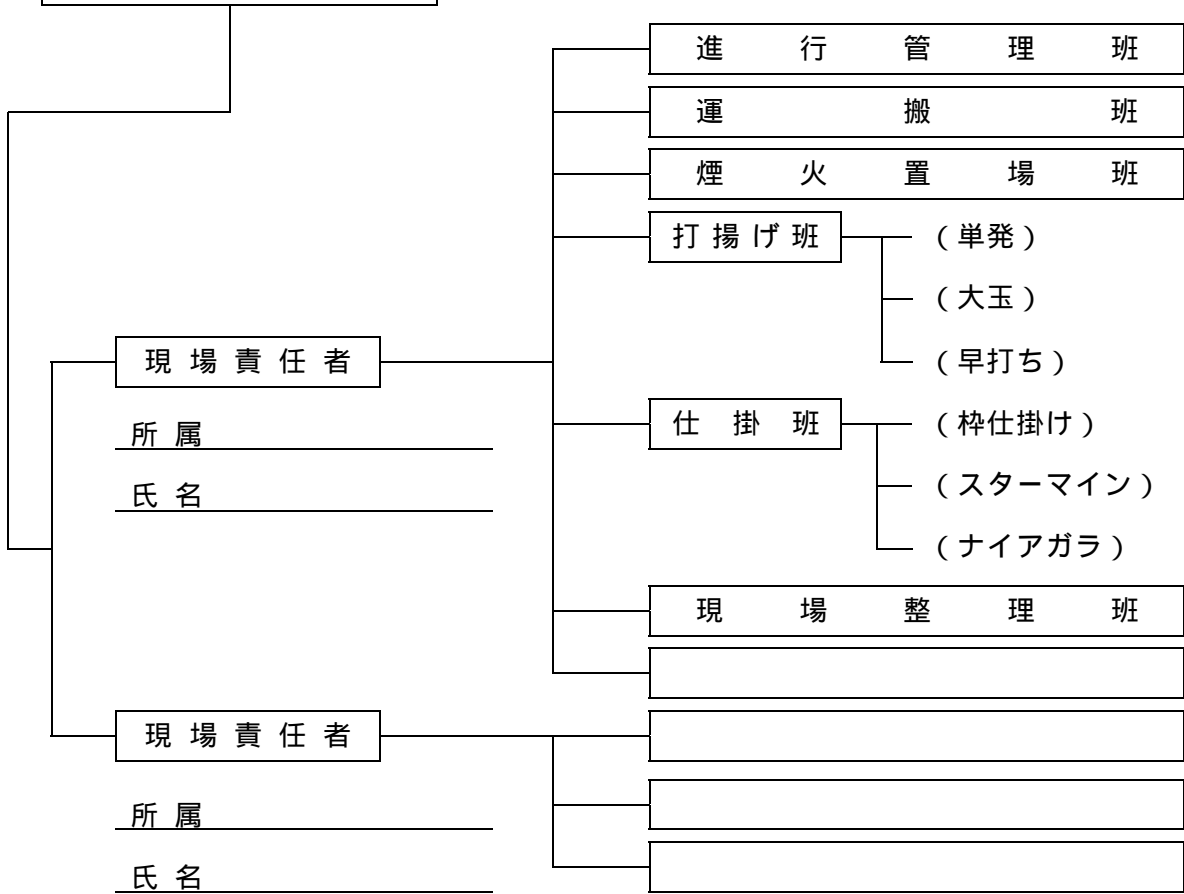 進行管理班
運搬班
煙火置場班
打揚げ班 (単発)
(大玉)
現場責任者 (早打ち)
仕掛班 (枠仕掛け)
所属
(スターマイン)
氏名
(ナイアガラ)
現場整理班
現場責任者
所属
氏名